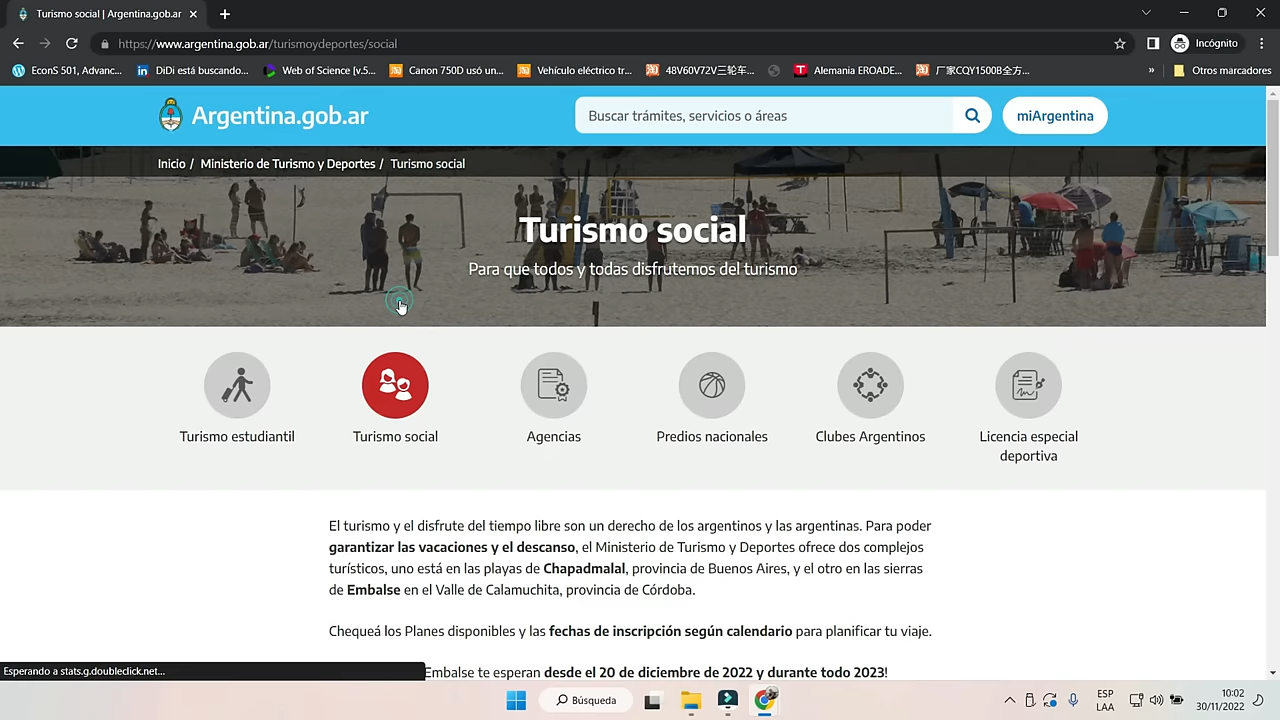 Turismo social | Argentina.gob.ar
https://www.argentina.gob.ar/turismoydeportes/social
Incógnito
EconS 501, Advanc...
DiDi está buscando...
Web of Science [v.5...
Canon 750D usó un...
Vehículo eléctrico tr...
48V60V72V三轮车...
Alemania EROADE...
厂家CQY1500B全方...
»
Otros marcadores
Argentina.gob.ar
Buscar trámites, servicios o áreas
miArgentina
Inicio / Ministerio de Turismo y Deportes / Turismo social
Turismo social
Para que todos y todas disfrutemos del turismo
Turismo estudiantil
Turismo social
Agencias
Predios nacionales
Clubes Argentinos
Licencia especial
deportiva
El turismo y el disfrute del tiempo libre son un derecho de los argentinos y las argentinas. Para poder
garantizar las vacaciones y el descanso, el Ministerio de Turismo y Deportes ofrece dos complejos
turísticos, uno está en las playas de Chapadmalal, provincia de Buenos Aires, y el otro en las sierras
de Embalse en el Valle de Calamuchita, provincia de Córdoba.
Chequeá los Planes disponibles y las fechas de inscripción según calendario para planificar tu viaje.
Embalse te esperan desde el 20 de diciembre de 2022 y durante todo 2023!
Esperando a stats.g.doubleclick.net...
Búsqueda
ESP
LAA
10:02
30/11/2022